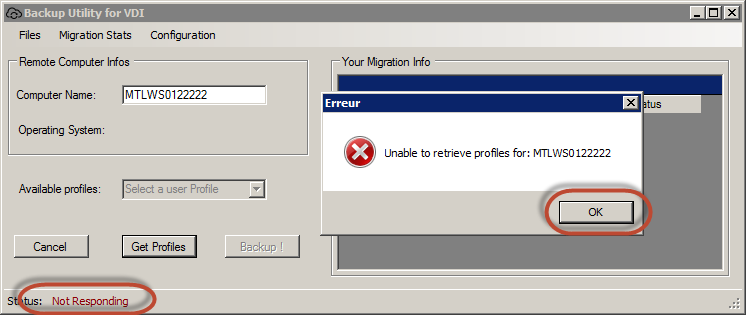 Backup Utility for VDI
Files Migration Stats Configuration
Remote Computer Infos
Computer Name: MTLWS0122222
Operating System:
Available profiles: Select a user Profile
Cancel Get Profiles Backup !
Your Migration Info
atus
Erreur
Unable to retrieve profiles for: MTLWS0122222
OK
Status: Not Responding